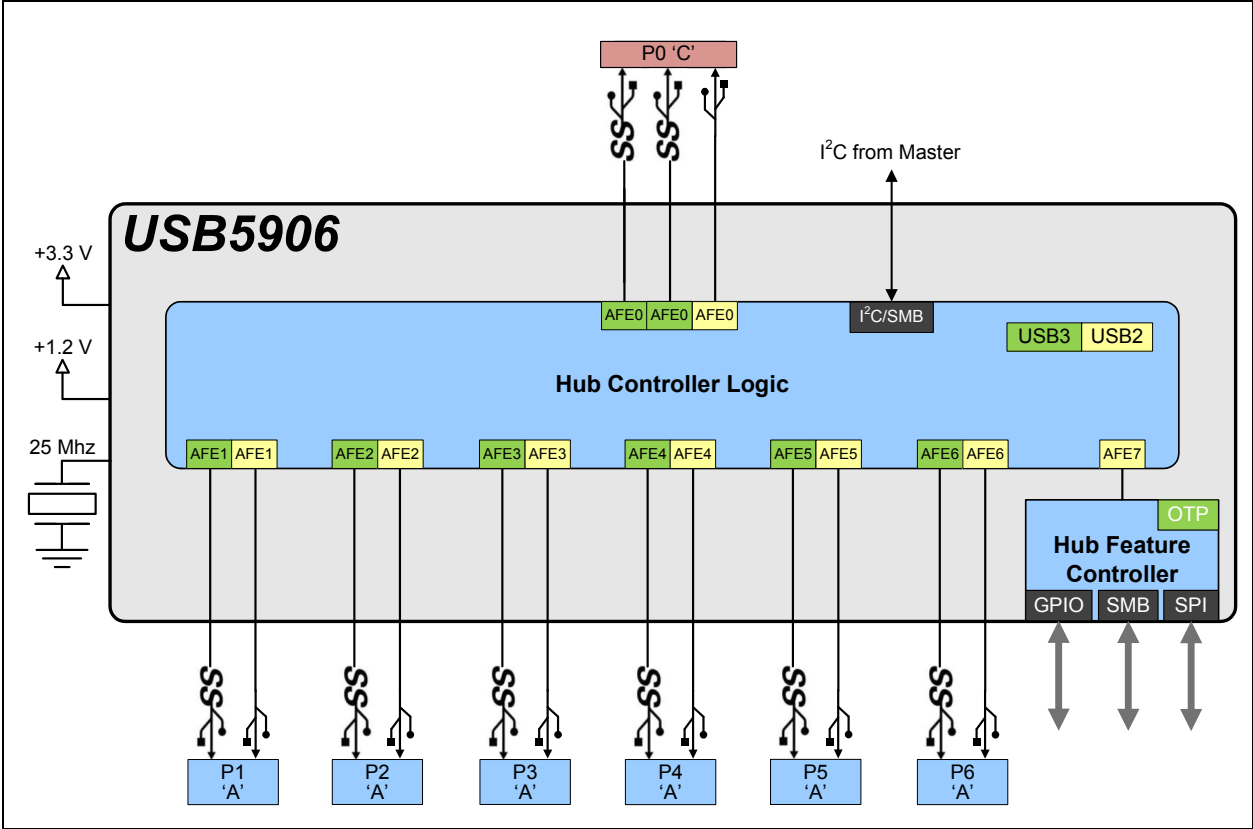 P0 ‘C’
SS SS
I²C from Master
USB5906
+3.3 V
AFE0 AFE0 AFE0
I²C/SMB
USB3 USB2
+1.2 V
Hub Controller Logic
25 Mhz
AFE1 AFE1 AFE2 AFE2 AFE3 AFE3 AFE4 AFE4 AFE5 AFE5 AFE6 AFE6 AFE7
OTP
Hub Feature
Controller
GPIO SMB SPI
SS SS SS SS SS SS
P1
‘A’
P2
‘A’
P3
‘A’
P4
‘A’
P5
‘A’
P6
‘A’